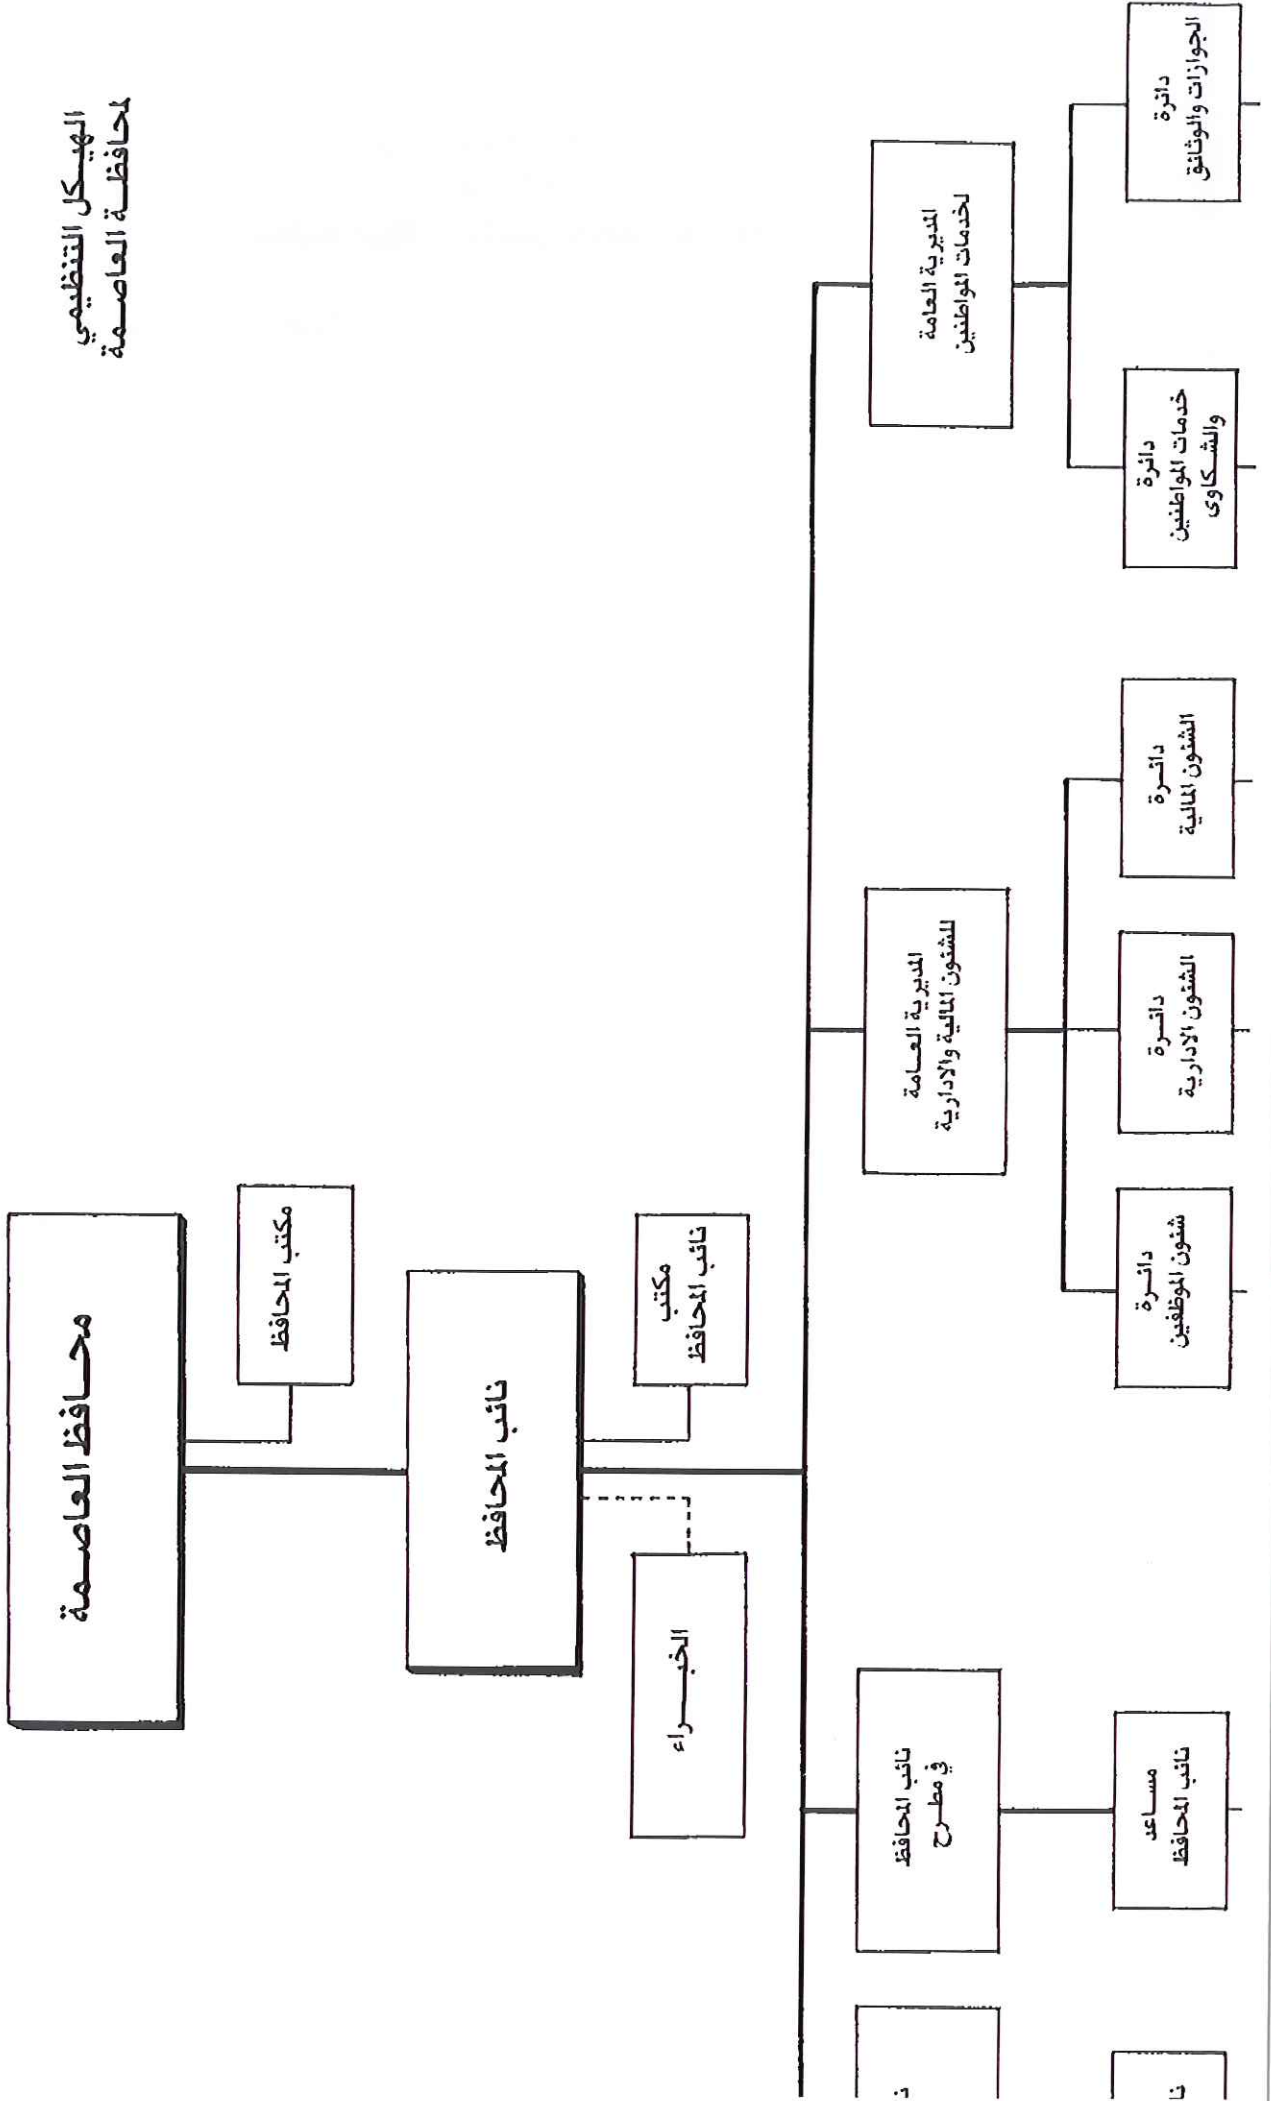 الهيكل التنظيمي
لمحافظة العاصمة
محافظ العاصمة
مكتب المحافظ
نائب المحافظ
مكتب
نائب المحافظ
الخبراء
المديرية العامة
لخدمات المواطنين
المديرية العامة
للشئون المالية والادارية
نائب المحافظ
في مطرح
دائرة
الجوازات والوثائق
دائرة
خدمات المواطنين
والشكاوى
دائرة
الشئون المالية
دائرة
الشئون الادارية
دائرة
شئون الموظفين
مساعد
نائب المحافظ